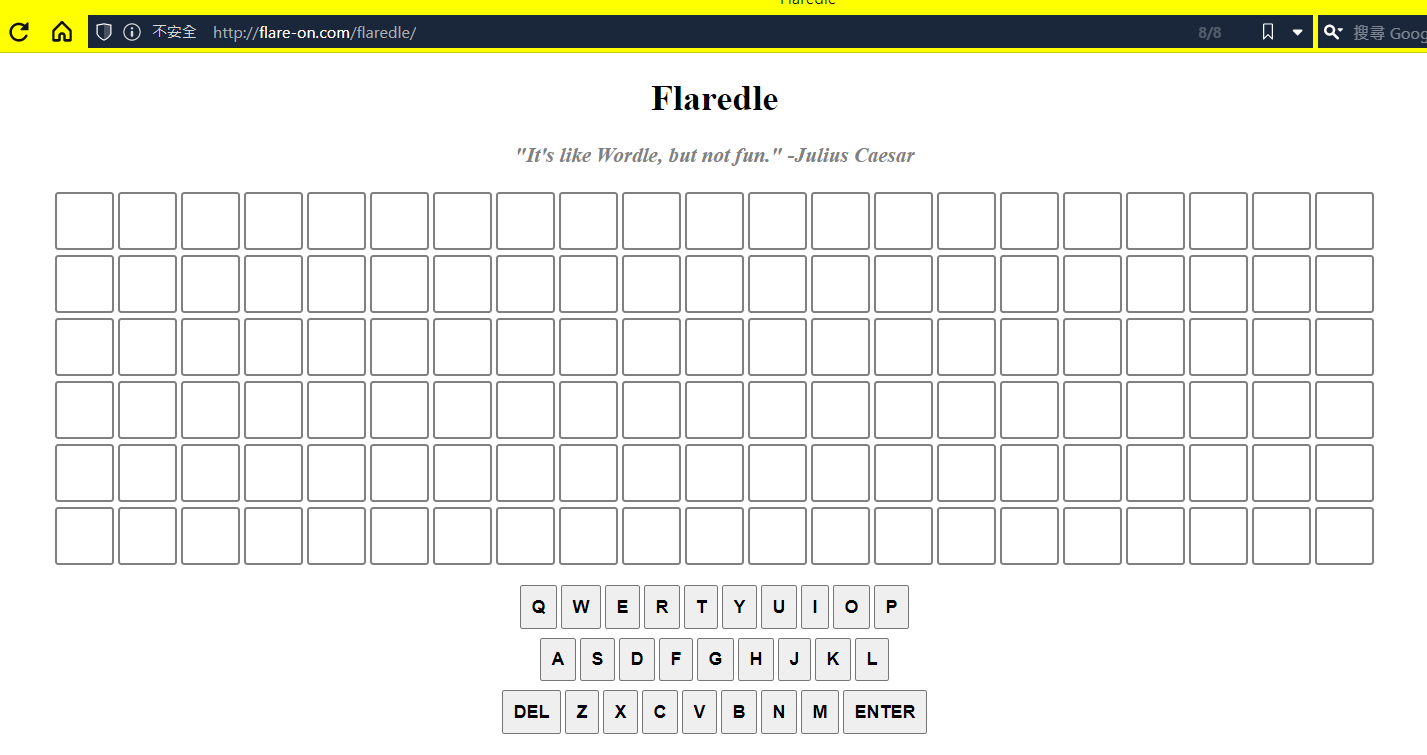 Flaredle
不安全 http://flare-on.com/flaredle/ 8/8 搜尋 Goog
Flaredle
"It's like Wordle, but not fun." -Julius Caesar
Q W E R T Y U I O P
A S D F G H J K L
DEL Z X C V B N M ENTER